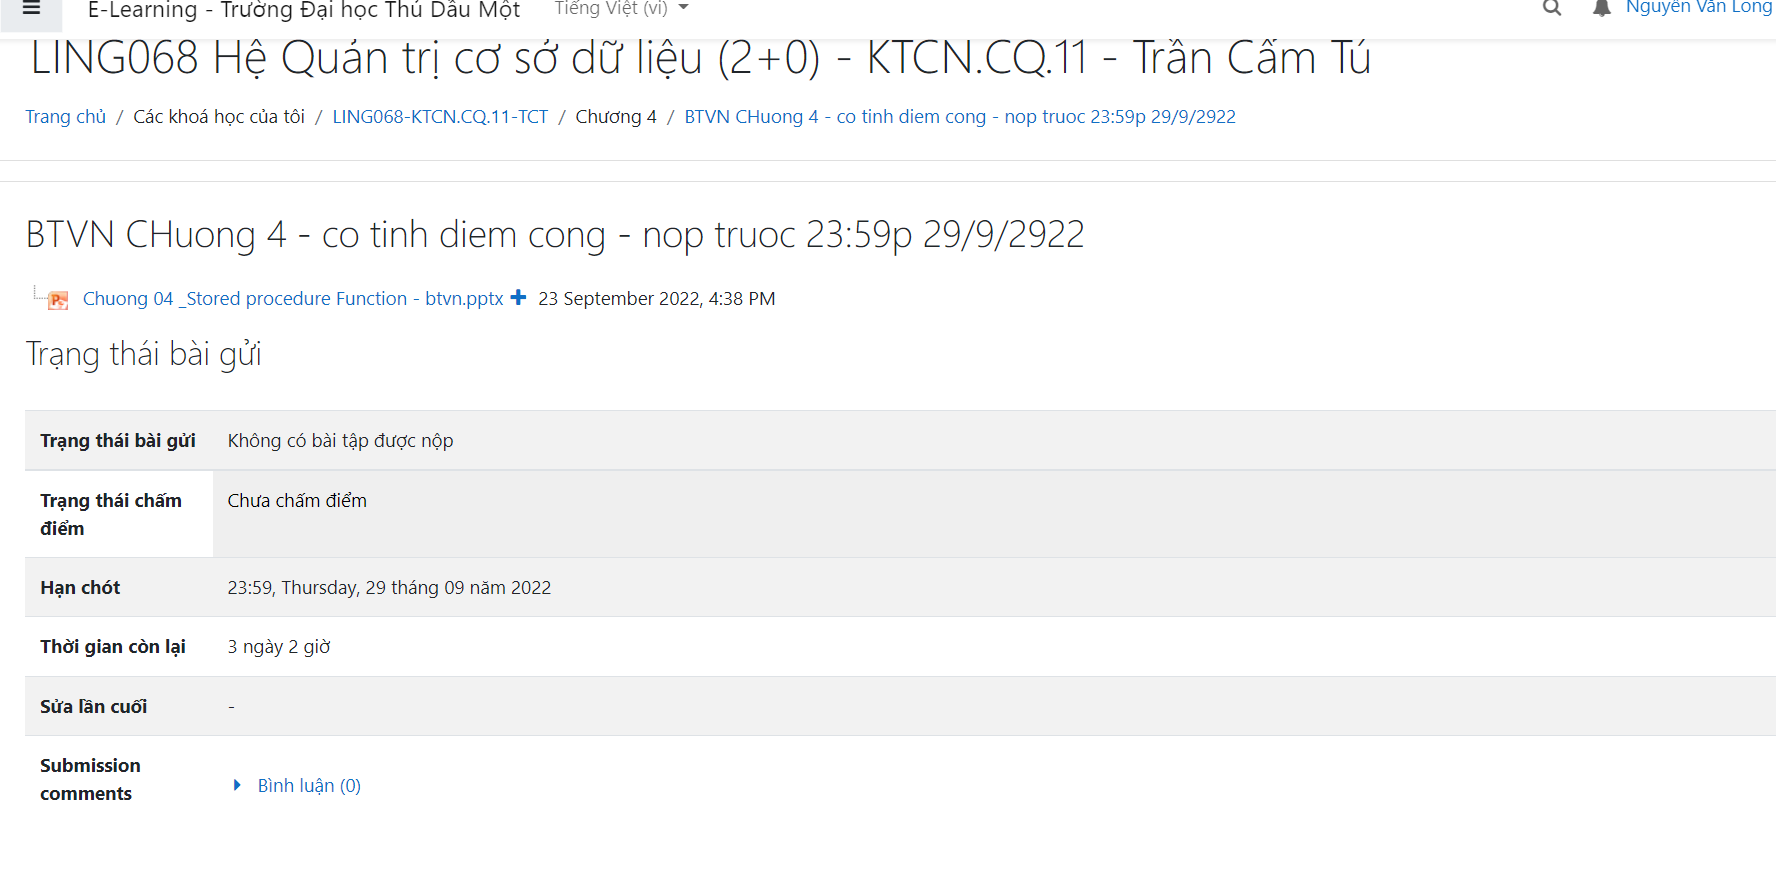 E-Learning - Trường Đại học Thủ Dầu Một Tiếng Việt (vi) Nguyễn Văn Long
LING068 Hệ Quản trị cơ sở dữ liệu (2+0) - KTCN.CQ.11 - Trần Cẩm Tú
Trang chủ / Các khoá học của tôi / LING068-KTCN.CQ.11-TCT / Chương 4 / BTVN CHuong 4 - co tinh diem cong - nop truoc 23:59p 29/9/2922
BTVN CHuong 4 - co tinh diem cong - nop truoc 23:59p 29/9/2922
Chuong 04 _Stored procedure Function - btvn.pptx 23 September 2022, 4:38 PM
Trạng thái bài gửi
Trạng thái bài gửi Không có bài tập được nộp
Trạng thái chấm điểm Chưa chấm điểm
Hạn chót 23:59, Thursday, 29 tháng 09 năm 2022
Thời gian còn lại 3 ngày 2 giờ
Sửa lần cuối -
Submission comments Bình luận (0)